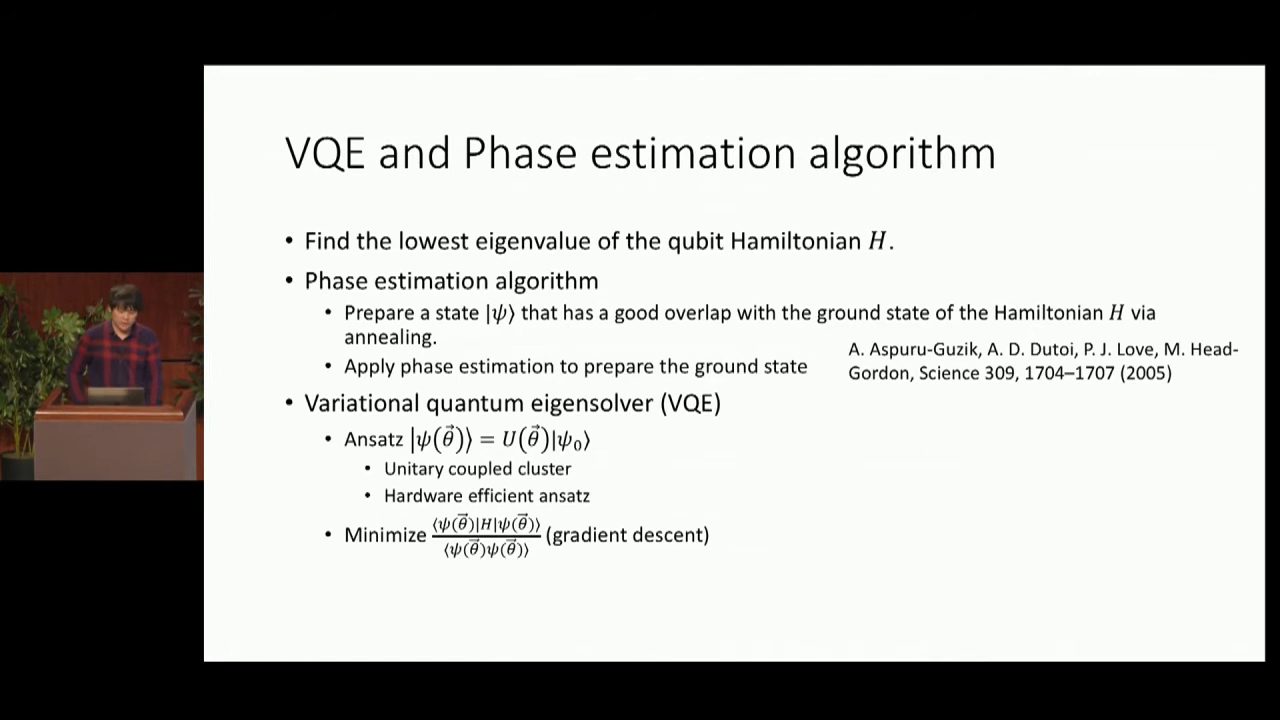 VQE and Phase estimation algorithm
• Find the lowest eigenvalue of the qubit Hamiltonian H.
• Phase estimation algorithm
• Prepare a state |ψ⟩ that has a good overlap with the ground state of the Hamiltonian H via
annealing.
• Apply phase estimation to prepare the ground state
A. Aspuru-Guzik, A. D. Dutoi, P. J. Love, M. Head-
Gordon, Science 309, 1704–1707 (2005)
• Variational quantum eigensolver (VQE)
• Ansatz |ψ(θ⃗)⟩ = U(θ⃗)|ψ₀⟩
• Unitary coupled cluster
• Hardware efficient ansatz
• Minimize ⟨ψ(θ⃗)|H|ψ(θ⃗)⟩ / ⟨ψ(θ⃗)ψ(θ⃗)⟩ (gradient descent)